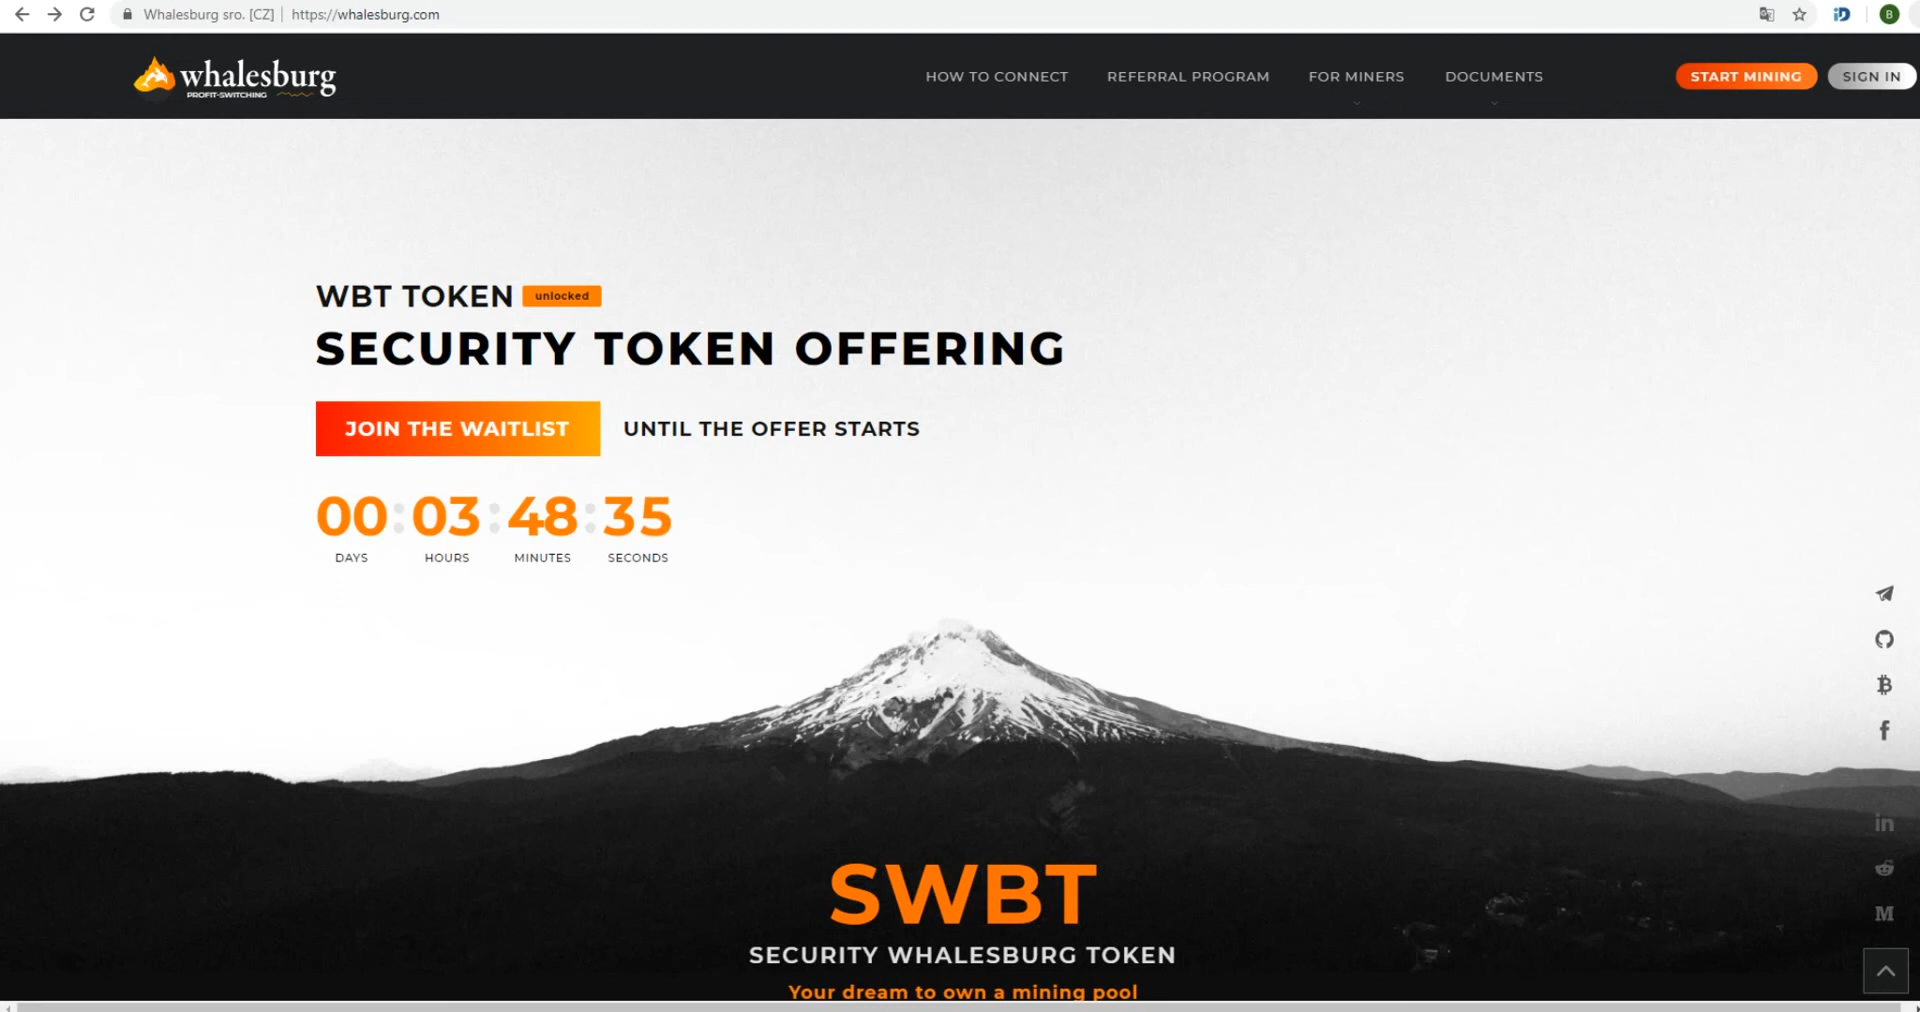 Whalesburg sro. [CZ] | https://whalesburg.com
B
whalesburg
PROFIT-SWITCHING
HOW TO CONNECT
REFERRAL PROGRAM
FOR MINERS
DOCUMENTS
START MINING
SIGN IN
WBT TOKEN unlocked
SECURITY TOKEN OFFERING
JOIN THE WAITLIST UNTIL THE OFFER STARTS
00:03:48:35
DAYS HOURS MINUTES SECONDS
SWBT
SECURITY WHALESBURG TOKEN
Your dream to own a mining pool